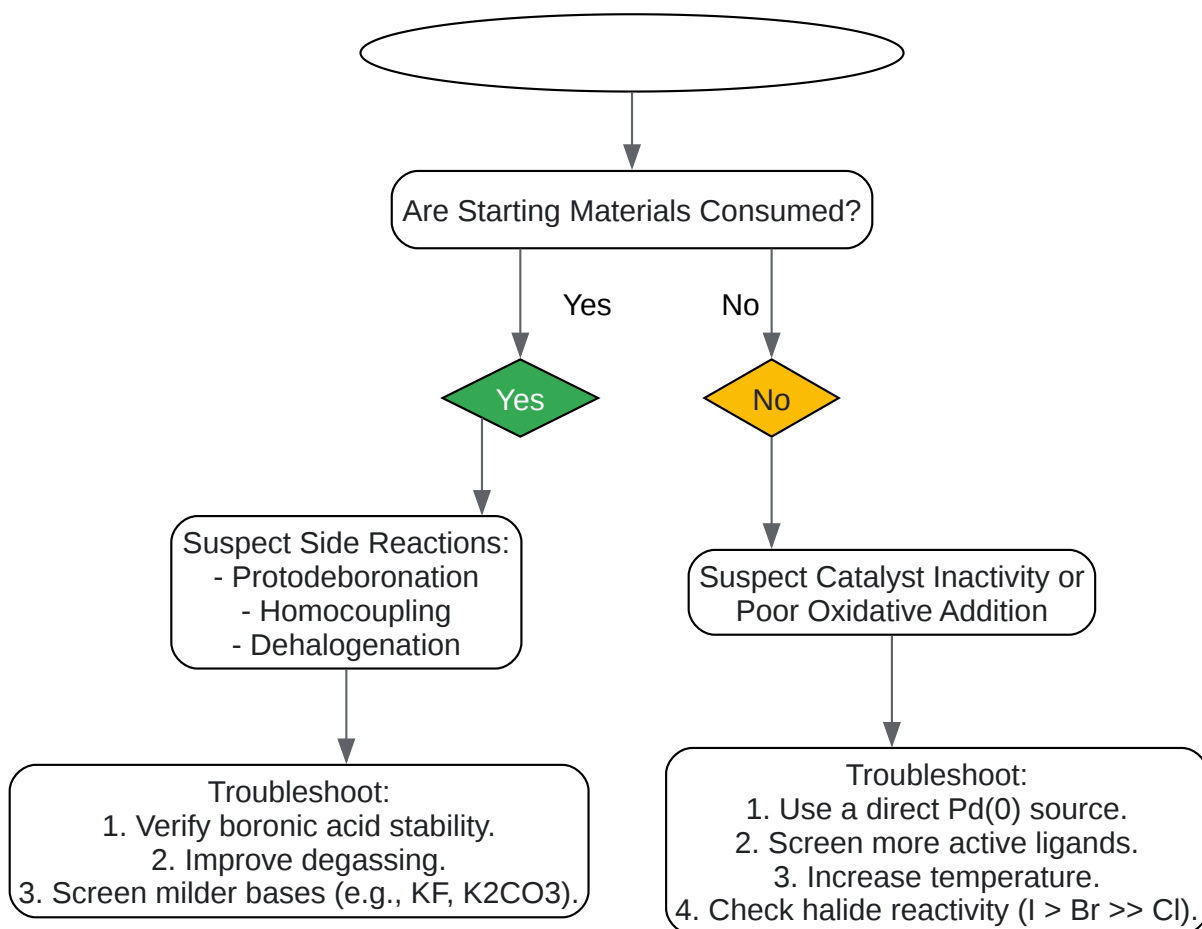 Are Starting Materials Consumed?
Yes
No
Yes
No
Suspect Side Reactions:
- Protodeboronation
- Homocoupling
- Dehalogenation
Suspect Catalyst Inactivity or
Poor Oxidative Addition
Troubleshoot:
1. Verify boronic acid stability.
2. Improve degassing.
3. Screen milder bases (e.g., KF, K2CO3).
Troubleshoot:
1. Use a direct Pd(0) source.
2. Screen more active ligands.
3. Increase temperature.
4. Check halide reactivity (I > Br >> Cl).